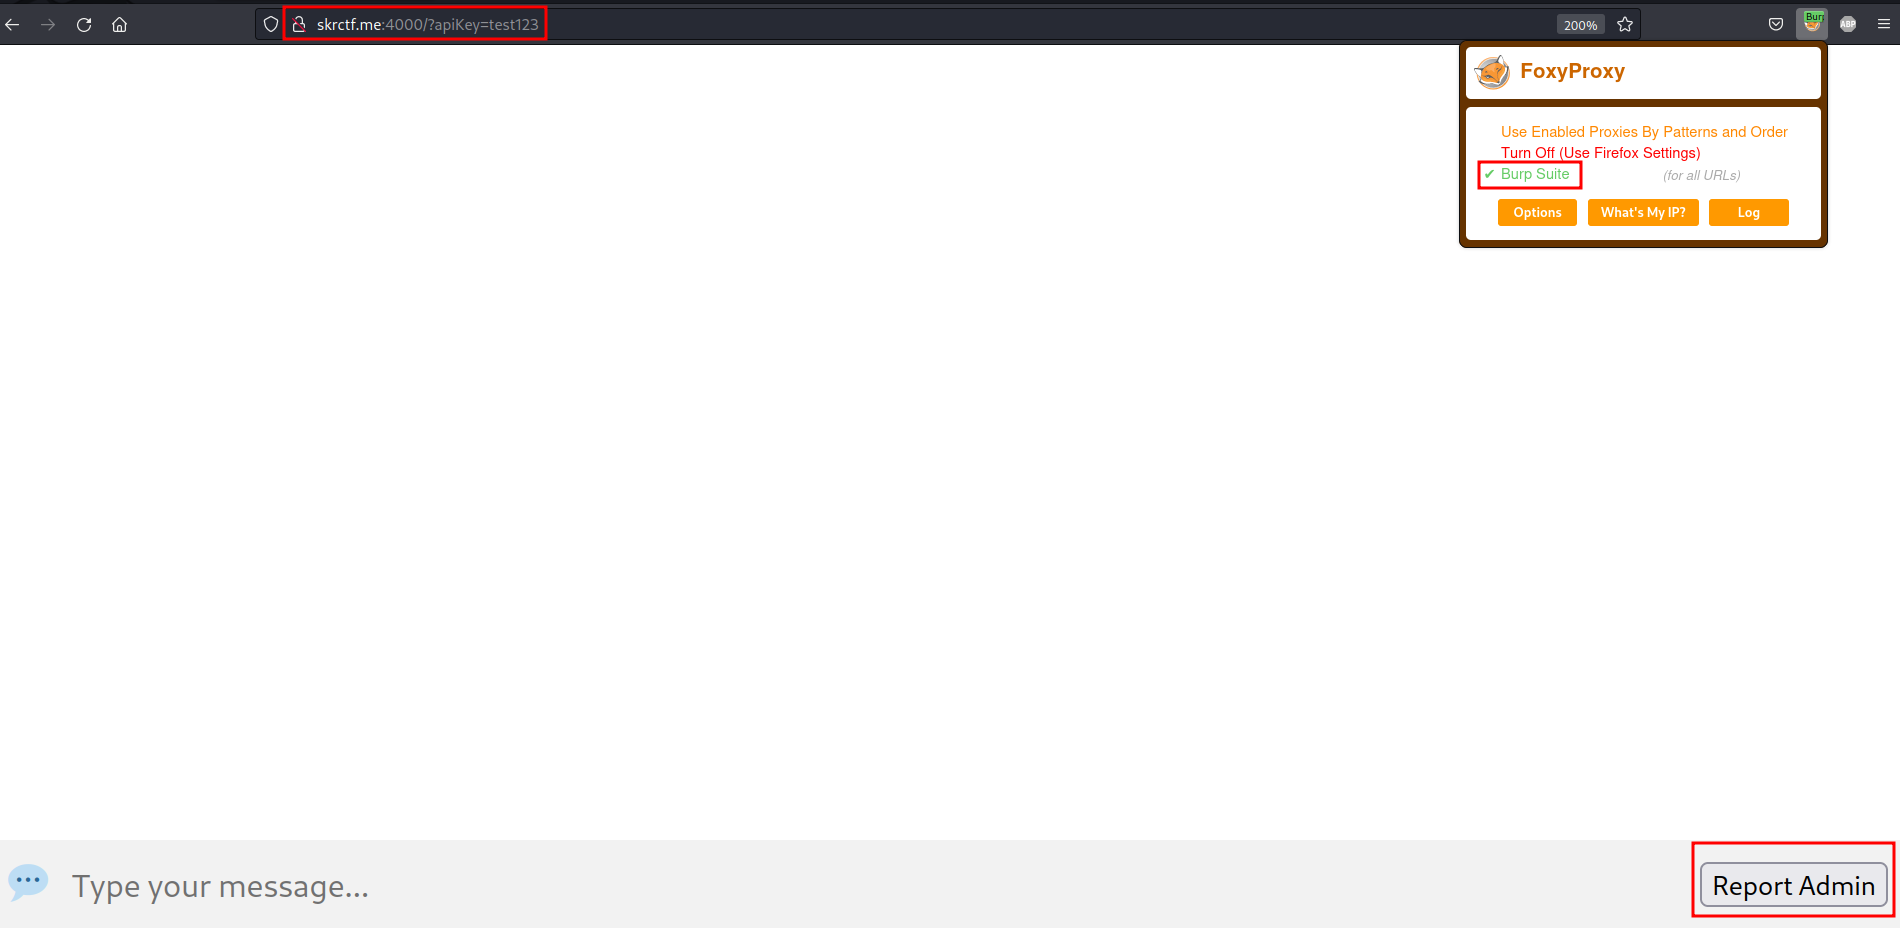 skrctf.me:4000/?apiKey=test123
200%
Burp
ABP
FoxyProxy
Use Enabled Proxies By Patterns and Order
Turn Off (Use Firefox Settings)
✔ Burp Suite (for all URLs)
Options What's My IP? Log
Type your message... Report Admin